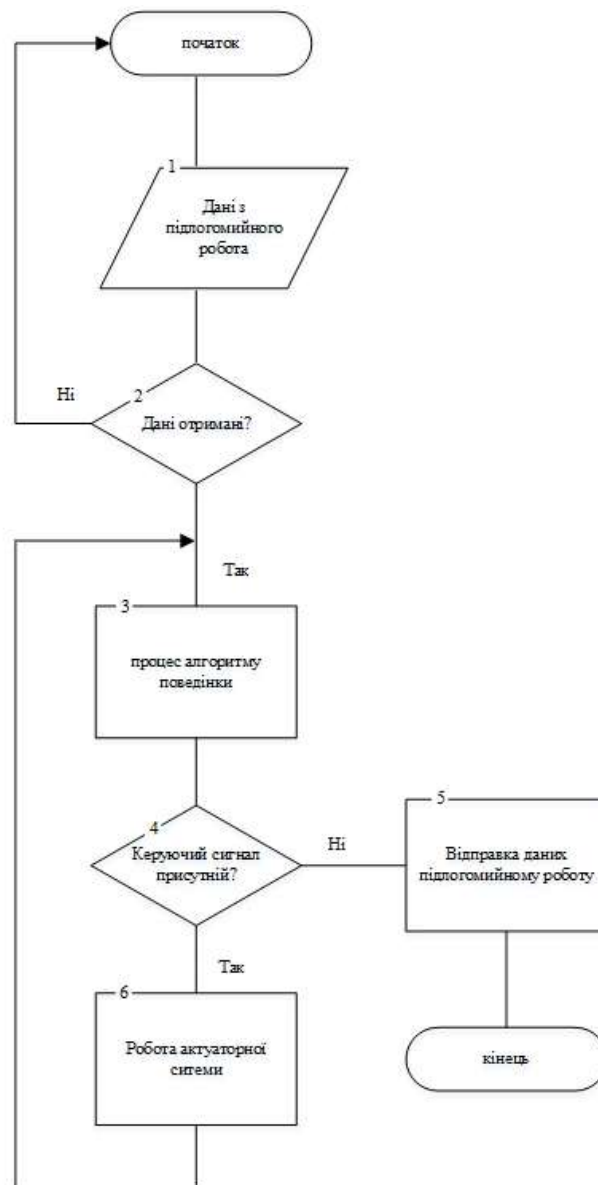 початок
1
Дані з
підлогомийного
робота
Ні
2
Дані отримані?
Так
3
процес алгоритму
поведінки
4
Керуючий сигнал
присутній?
Ні
5
Відправка даних
підлогомийному роботу
Так
6
Робота актуаторної
ситеми
кінець